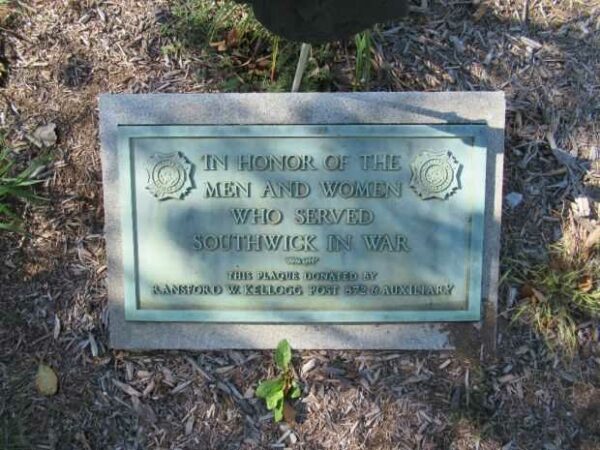 IN HONOR OF THE
MEN AND WOMEN
WHO SERVED
SOUTHWICK IN WAR
THIS PLAQUE DONATED BY
RANSFORD W. KELLOGG POST 872 & AUXILIARY